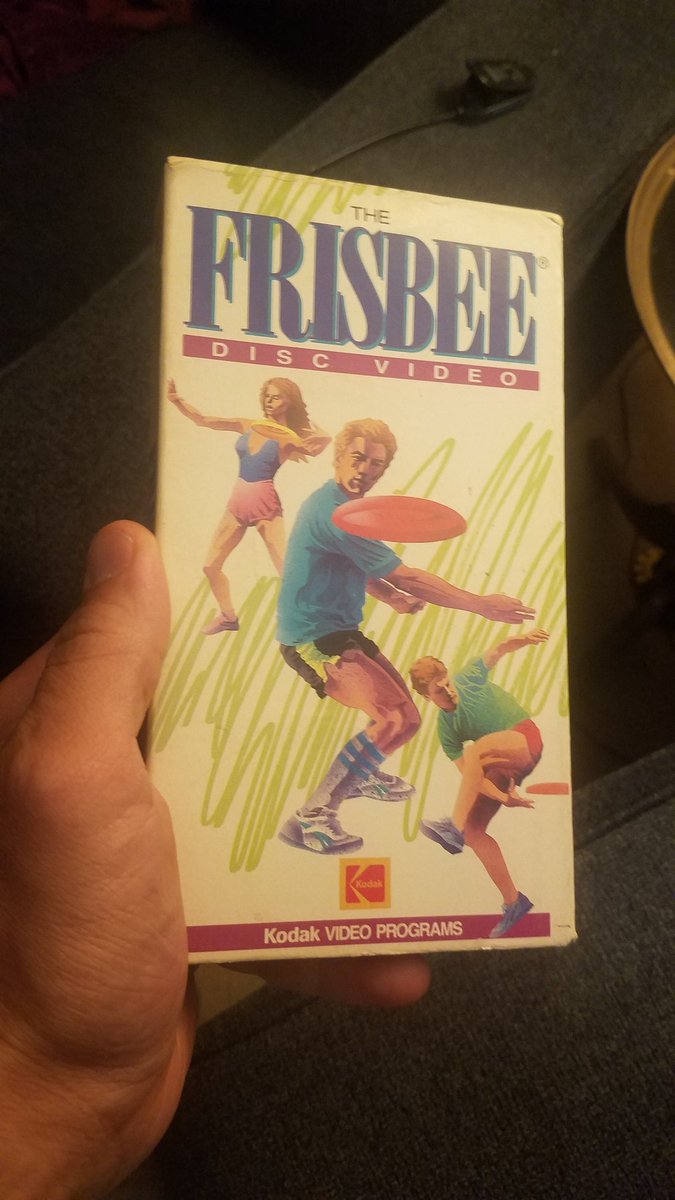 THE
FRISBEE®
DISC VIDEO
Kodak
Kodak VIDEO PROGRAMS